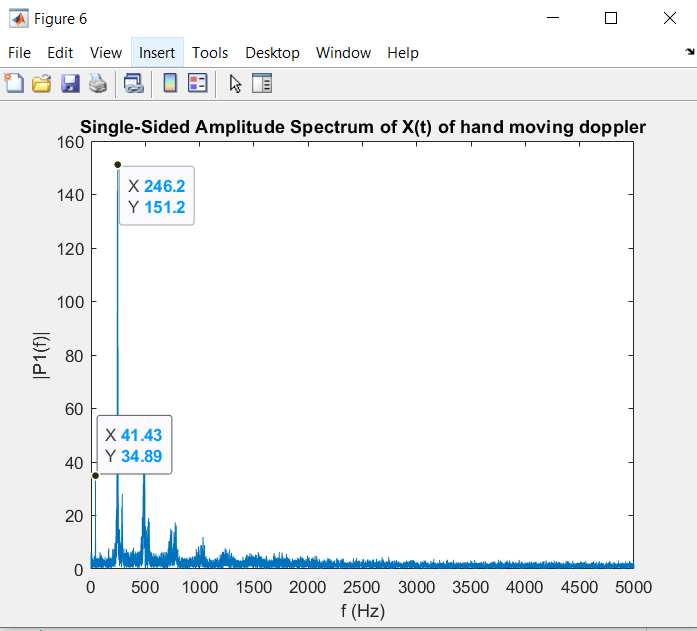 Figure 6
File Edit View Insert Tools Desktop Window Help
Single-Sided Amplitude Spectrum of X(t) of hand moving doppler
160
140
120
100
80
60
40
20
0
|P1(f)|
X 246.2
Y 151.2
X 41.43
Y 34.89
0 500 1000 1500 2000 2500 3000 3500 4000 4500 5000
f (Hz)